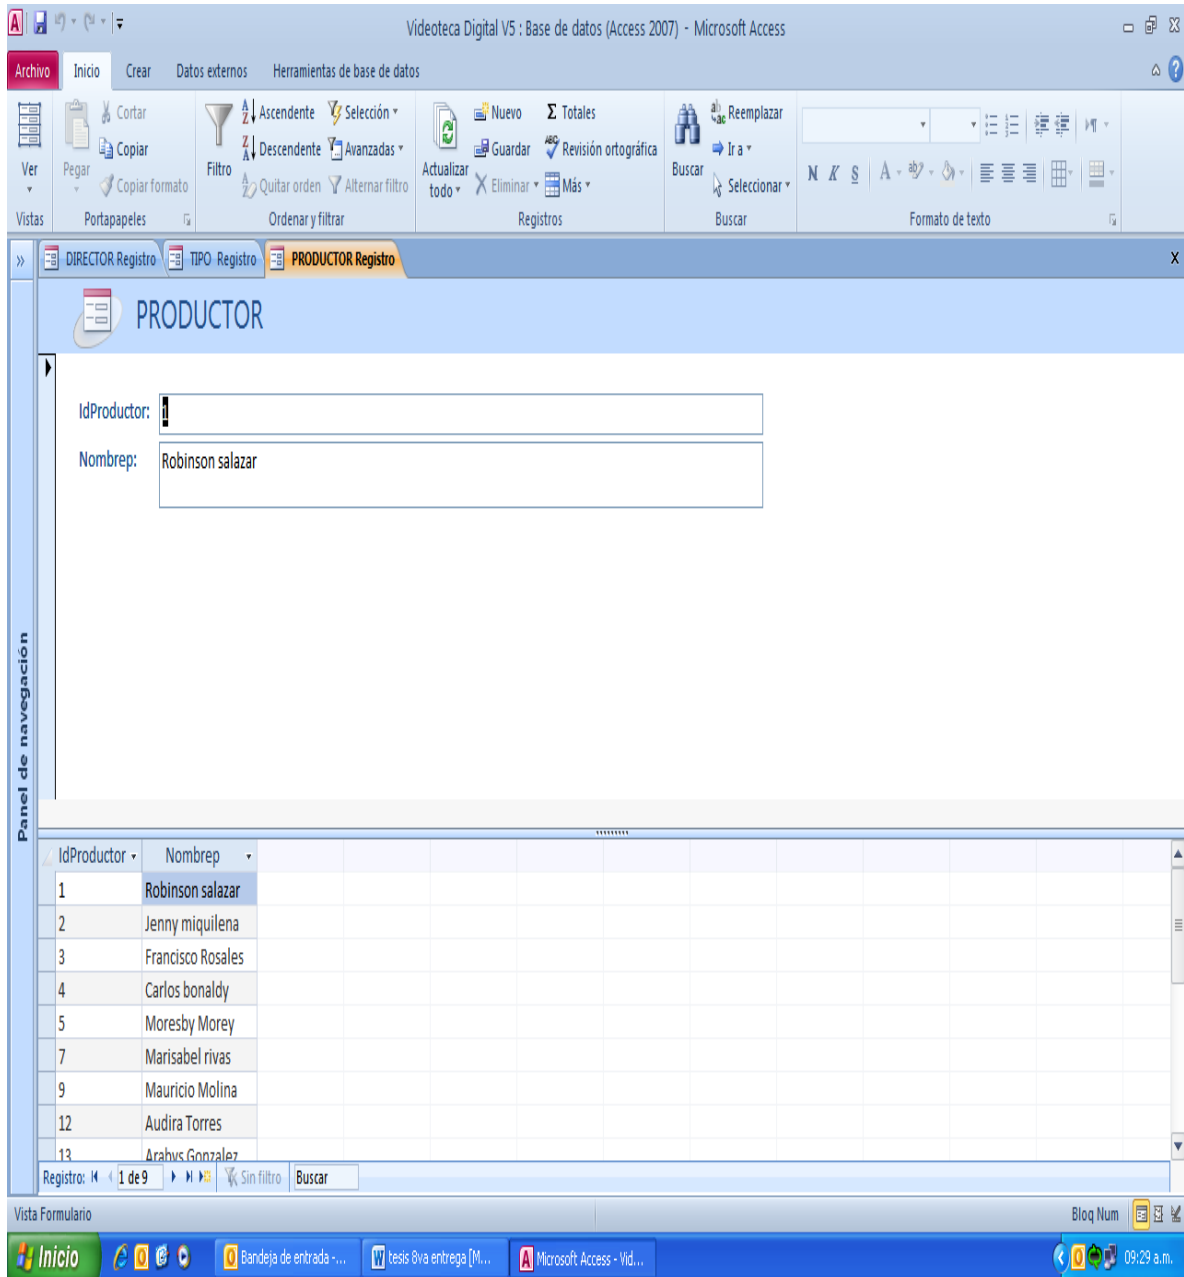 Videoteca Digital V5 : Base de datos (Access 2007) - Microsoft Access
Archivo Inicio Crear Datos externos Herramientas de base de datos
Ver
Vistas
Pegar
Cortar
Copiar
Copiar formato
Portapapeles
Filtro
Ascendente
Descendente
Quitar orden
Selección
Avanzadas
Alternar filtro
Ordenar y filtrar
Actualizar todo
Nuevo
Guardar
Eliminar
Totales
Revisión ortográfica
Más
Registros
Buscar
Reemplazar
Ir a
Seleccionar
Buscar
N K S
Formato de texto
DIRECTOR Registro TIPO Registro PRODUCTOR Registro
PRODUCTOR
IdProductor: 1
Nombrep: Robinson salazar
Panel de navegación
IdProductor Nombrep
1 Robinson salazar
2 Jenny miquilena
3 Francisco Rosales
4 Carlos bonaldy
5 Moresby Morey
7 Marisabel rivas
9 Mauricio Molina
12 Audira Torres
13 Arabys Gonzalez
Registro: 1 de 9 Sin filtro Buscar
Vista Formulario Bloq Num
Inicio Bandeja de entrada -... tesis 8va entrega [M... Microsoft Access - Vid... 09:29 a.m.